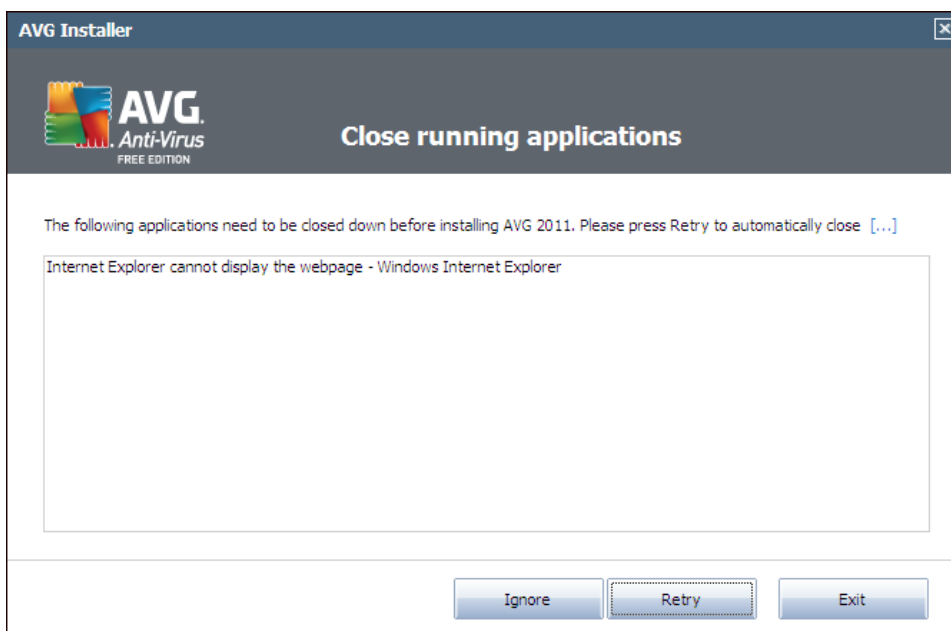 AVG Installer
AVG.
Anti-Virus
FREE EDITION
Close running applications
The following applications need to be closed down before installing AVG 2011. Please press Retry to automatically close [...]
Internet Explorer cannot display the webpage - Windows Internet Explorer
Ignore Retry Exit